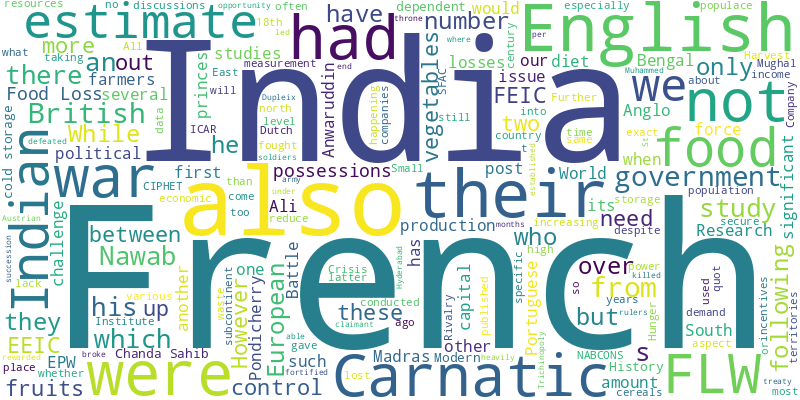 resources
no
discussions
opportunity
18th
often
dependent
would
especially
populace
throne
led
century
per
what
taking
estimate
All
had
have
number
English
happening
Harvest
Mughal
more
an
out
studies
princes
East
measurement
end
where
SFAC
losses
our
diet
Bengal
only
Muhammed
about
income
there
farmers
India
vegetables
issue
we
not
Company
Food Loss
several
data
will
Dupleix
north
level
Anwaruddin
companies
FEIC
into
Further
Anglo
exact
St
cold storage
British
he
ICAR
Dutch
still
two
country
t
time
same
force
significant
defeated
While
CIPHET
fought
soldiers
army
under
established
food
when
storage
population
Indian
political
first
possessions
Small
post
World
government
war
also
their
economic
than
come
too
Ali
reduce
production
its
increasing
need
study
secure
challenge
between
who
despite
Research
they
Nawab
another
European
Battle
these
has
high
over
from
power
killed
rulers
following
Austrian
lack
his
up
one
Pondicherry
Crisis
latter
Hyderabad
capital
Portuguese
specific
so
years
but
South
demand
used
quot
orincentives
territories
succession
EEIC
which
various
However
waste
subcontinent
conducted
ago
Rivalry
published
months
Hunger
aspect
French
Institute
able
gave
Madras
Other
s
History
EPW
Chanda Sahib
such
claimant
Modern
NABCONS
amount
FLW
place
rewarded
broke
whether
fruits
were
control
fortified
lost
Carnatic
heavily
Trichinopoly
cereals
treaty
most